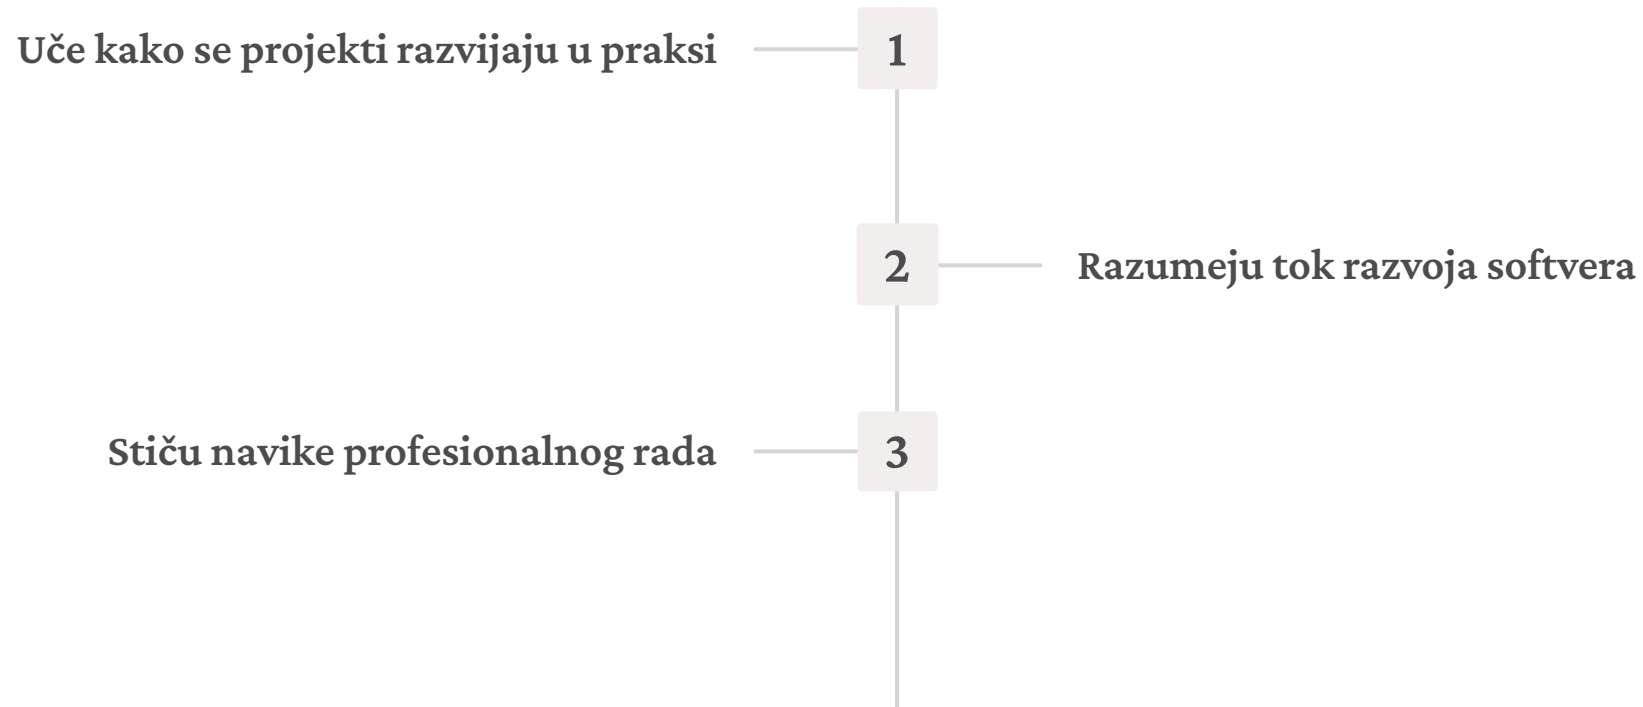 Uče kako se projekti razvijaju u praksi
1
2
Razumeju tok razvoja softvera
Stiču navike profesionalnog rada
3